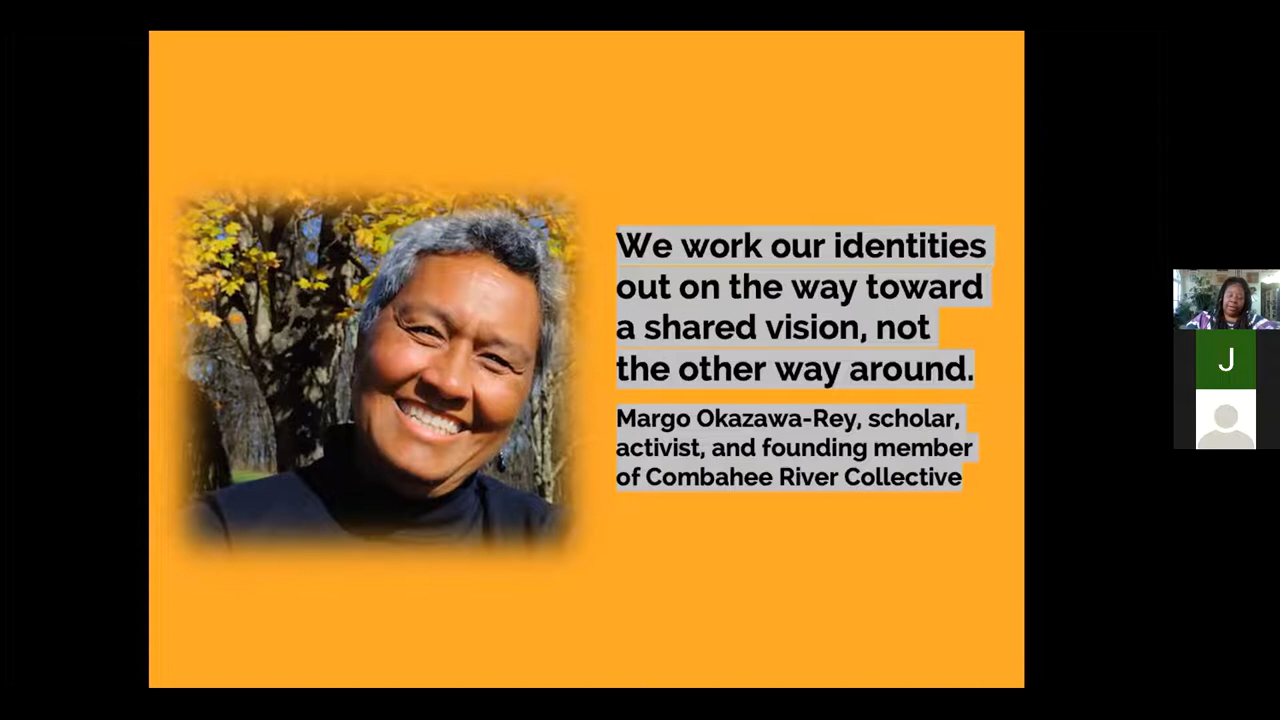 We work our identities
out on the way toward
a shared vision, not
the other way around.
Margo Okazawa-Rey, scholar,
activist, and founding member
of Combahee River Collective
J